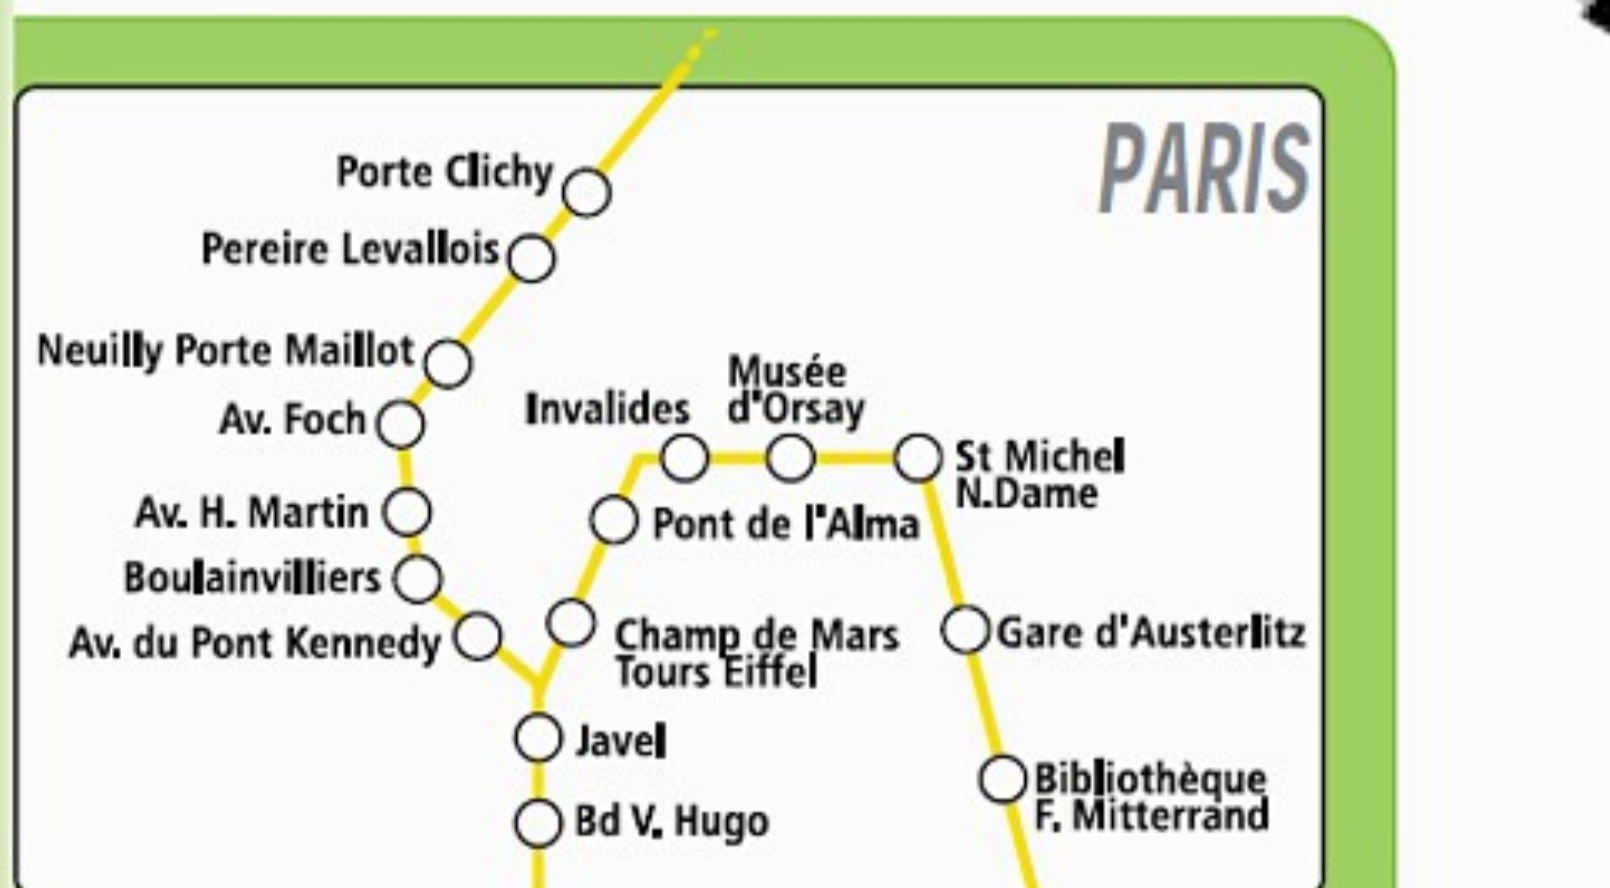 PARIS
Porte Clichy
Pereire Levallois
Neuilly Porte Maillot
Av. Foch
Av. H. Martin
Boulainvilliers
Av. du Pont Kennedy
Invalides
Musée
d'Orsay
St Michel
N.Dame
Pont de l'Alma
Champ de Mars
Tours Eiffel
Gare d'Austerlitz
Javel
Bd V. Hugo
Bibliothèque
F. Mitterrand